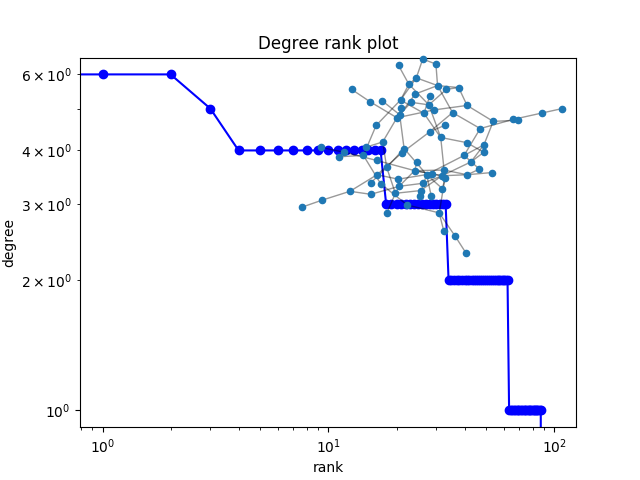 Degree rank plot
6 × 10⁰
4 × 10⁰
3 × 10⁰
2 × 10⁰
10⁰
degree
10⁰ 10¹ 10²
rank